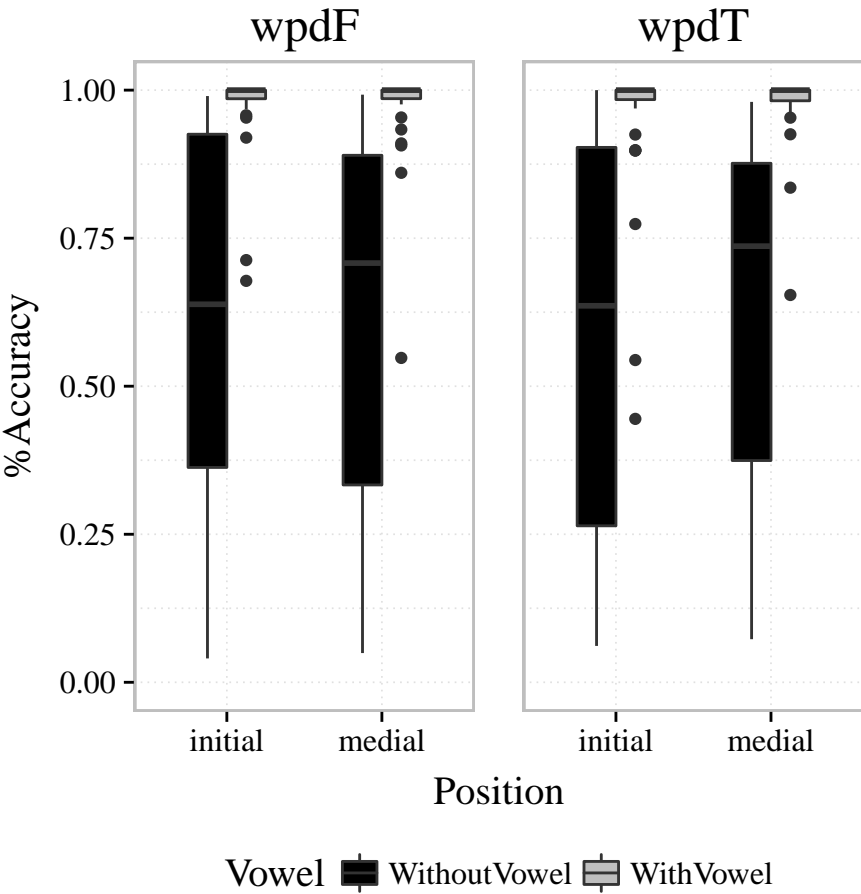 wpdF wpdT
1.00
0.75
0.50
0.25
0.00
%Accuracy
initial medial initial medial
Position
Vowel WithoutVowel WithVowel